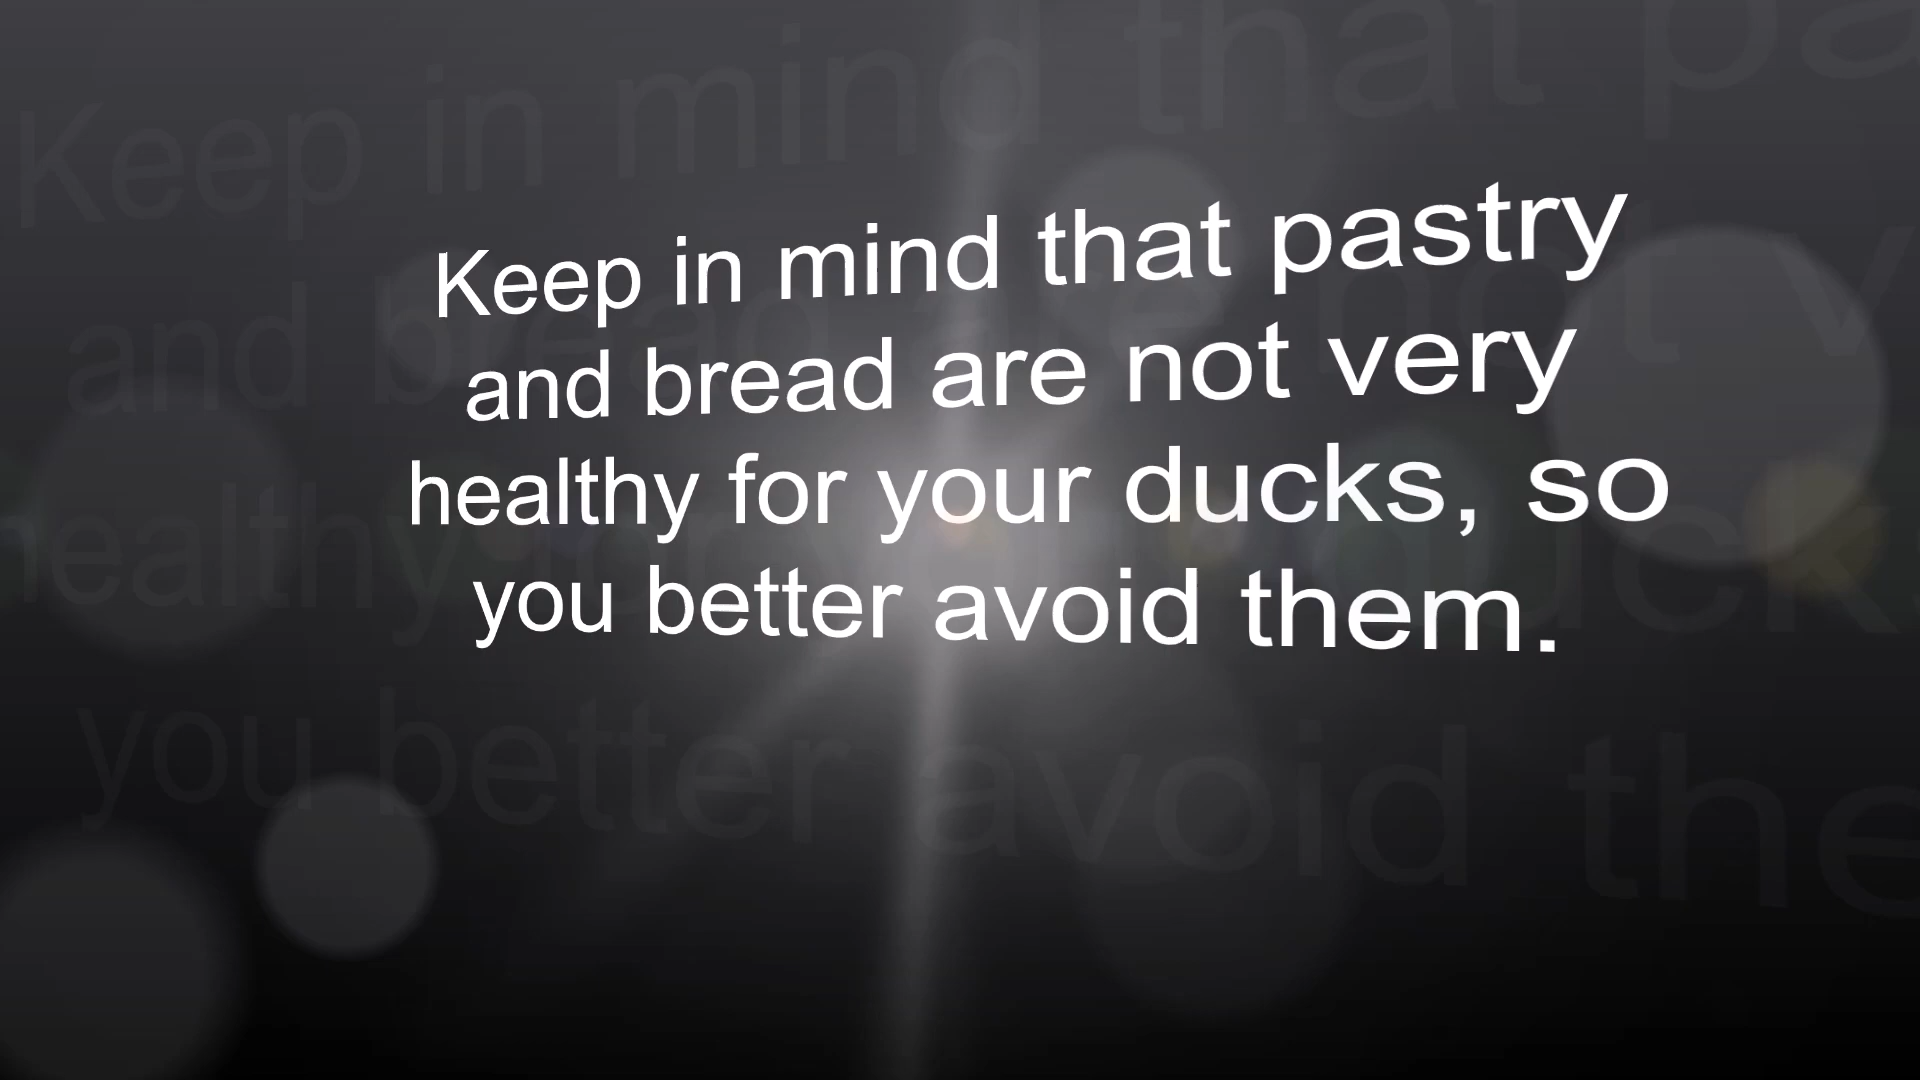 Keep in mind that pastry
and bread are not very
healthy for your ducks, so
you better avoid them.